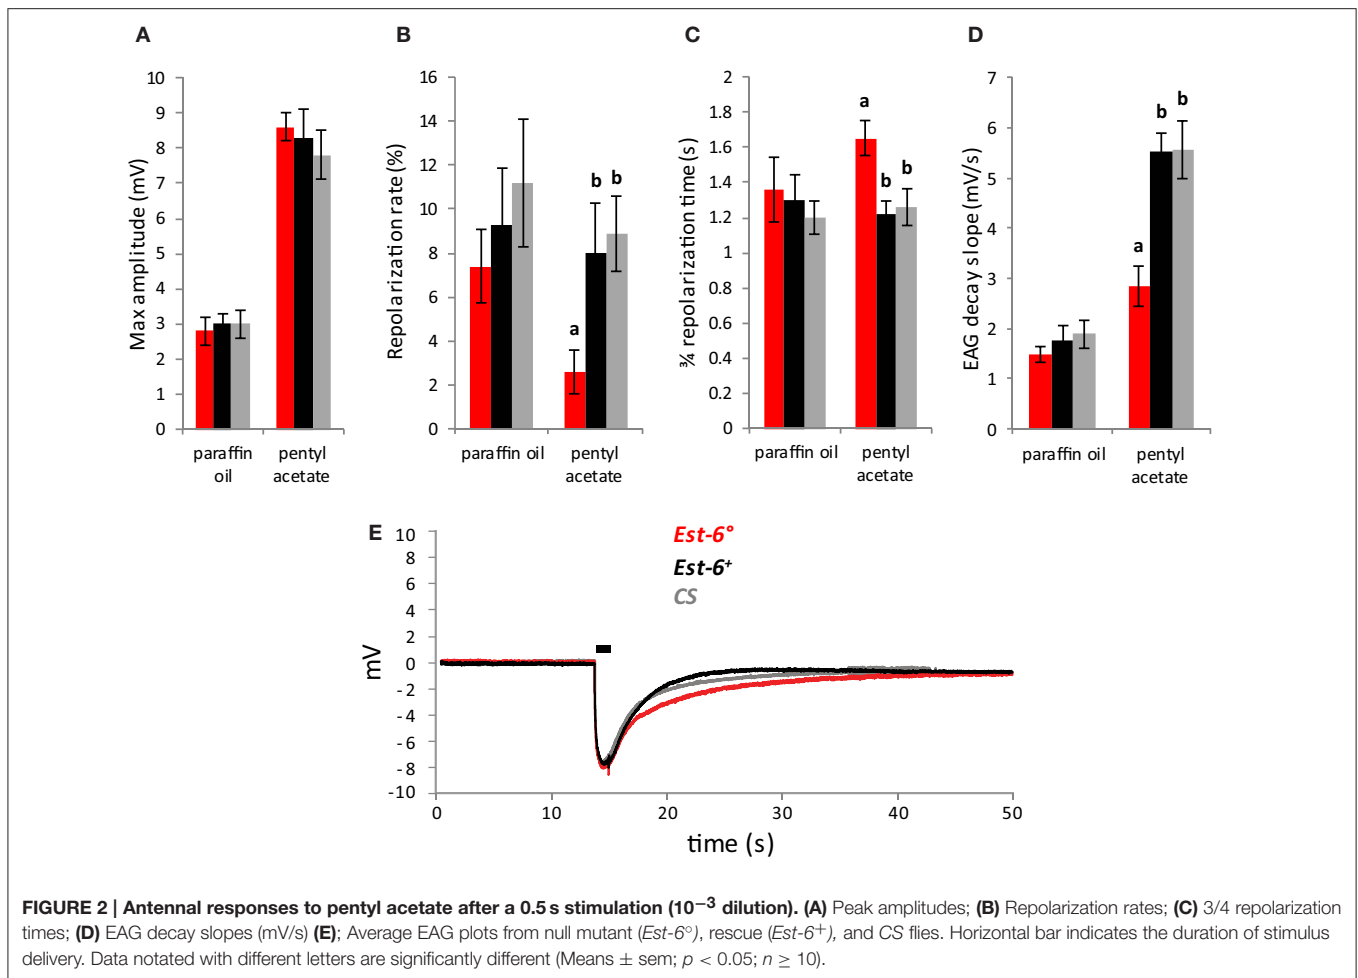 A
B
C
D
Max amplitude (mV)
10
9
8
7
6
5
4
3
2
1
0
paraffin oil
pentyl acetate
Repolarization rate (%)
16
14
12
10
8
6
4
2
0
a
b
b
paraffin oil
pentyl acetate
¾ repolarization time (s)
2
1.8
1.6
1.4
1.2
1
0.8
0.6
0.4
0.2
0
a
b
b
paraffin oil
pentyl acetate
EAG decay slope (mV/s)
7
6
5
4
3
2
1
0
a
b
b
paraffin oil
pentyl acetate
E
Est-6°
Est-6⁺
CS
mV
10
8
6
4
2
0
-2
-4
-6
-8
-10
0
10
20
30
40
50
time (s)
FIGURE 2 | Antennal responses to pentyl acetate after a 0.5 s stimulation (10⁻³ dilution). (A) Peak amplitudes; (B) Repolarization rates; (C) 3/4 repolarization
times; (D) EAG decay slopes (mV/s) (E); Average EAG plots from null mutant (Est-6°), rescue (Est-6⁺), and CS flies. Horizontal bar indicates the duration of stimulus
delivery. Data notated with different letters are significantly different (Means ± sem; p < 0.05; n ≥ 10).